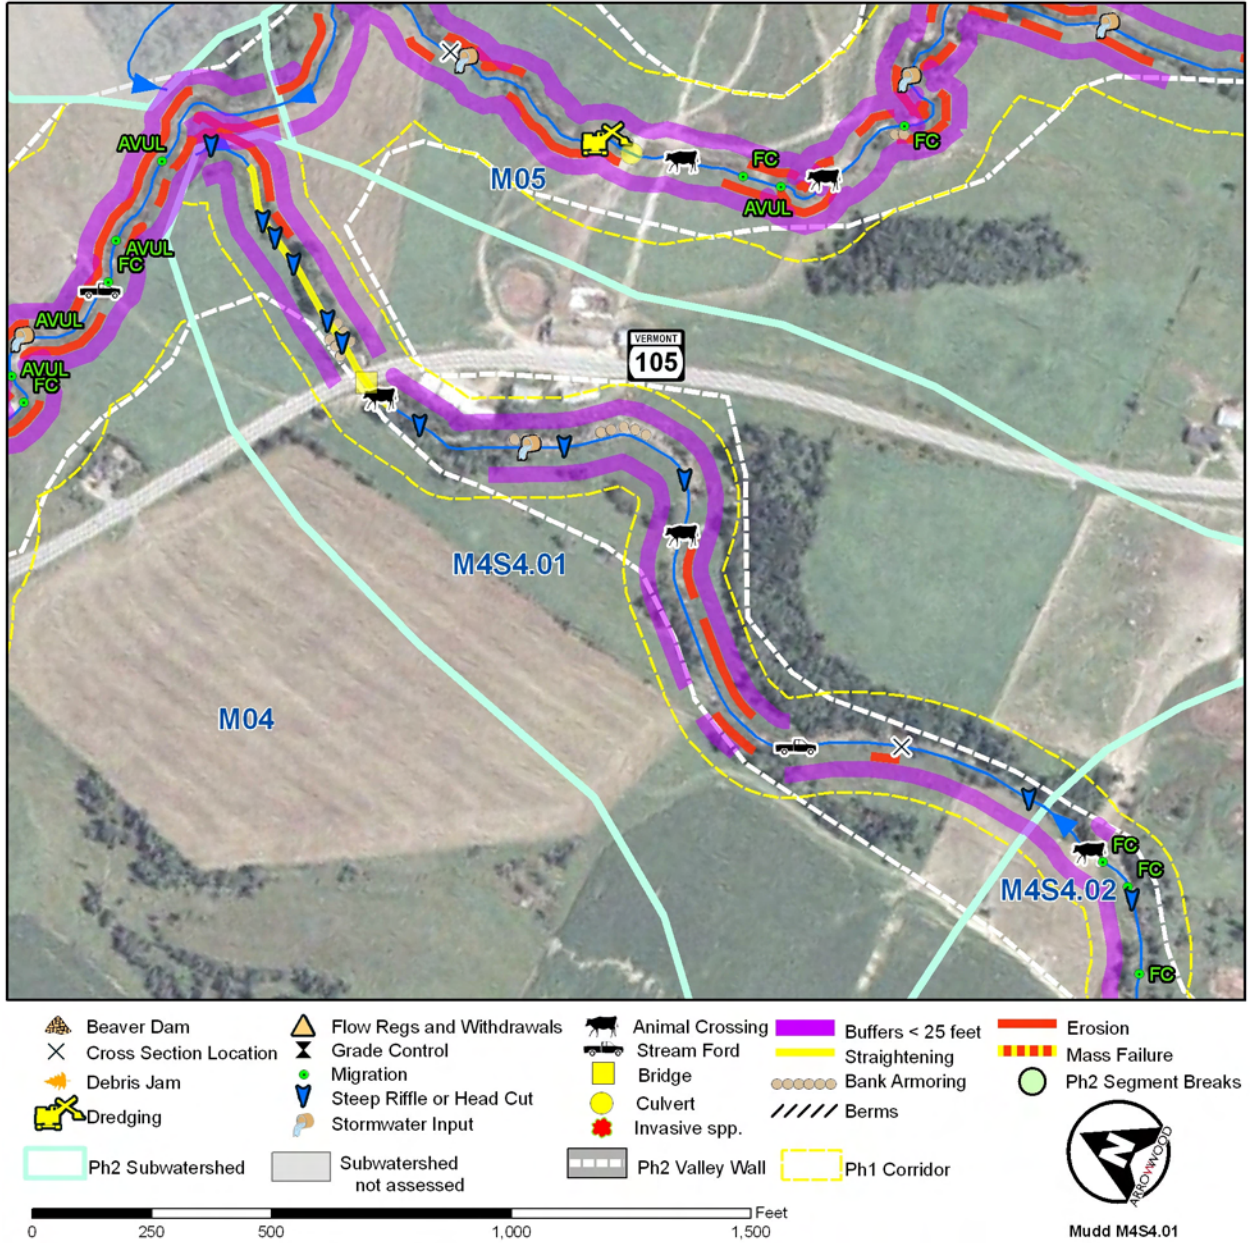 AVUL
FC
M05
FC
AVUL
AVUL
FC
AVUL
VERMONT
105
AVUL
FC
M4S4.01
M04
FC
FC
M4S4.02
FC
Beaver Dam
Flow Regs and Withdrawals
Animal Crossing
Buffers < 25 feet
Erosion
Cross Section Location
Grade Control
Stream Ford
Straightening
Mass Failure
Debris Jam
Migration
Bridge
Bank Armoring
Ph2 Segment Breaks
Dredging
Steep Riffle or Head Cut
Culvert
Berms
Stormwater Input
Invasive spp.
Ph2 Subwatershed
Subwatershed
not assessed
Ph2 Valley Wall
Ph1 Corridor
N
ARROWWOOD
Feet
0 250 500 1,000 1,500
Mudd M4S4.01